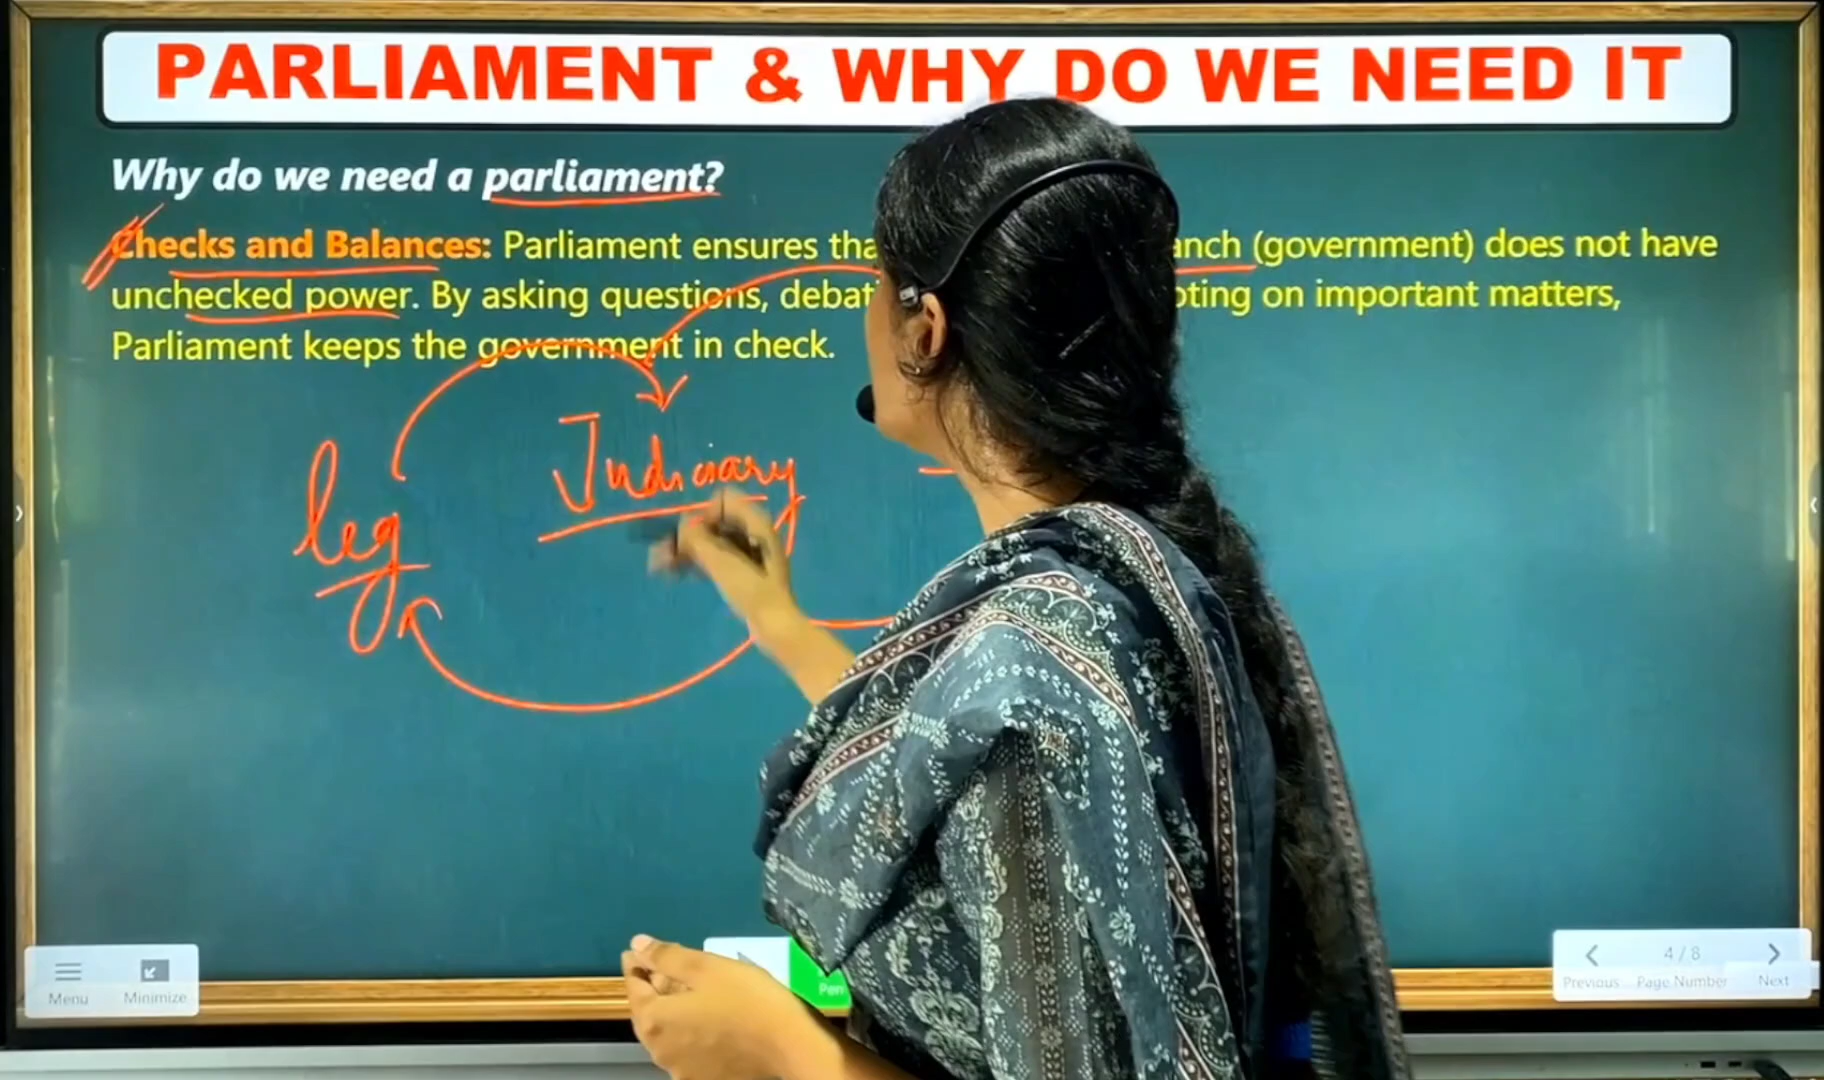 PARLIAMENT & WHY DO WE NEED IT
Why do we need a parliament?
Checks and Balances: Parliament ensures tha anch (government) does not have
unchecked power. By asking questions, debati oting on important matters,
Parliament keeps the government in check.
Judiciary
leg
Menu Minimize
Pen
4 / 8
Previous Page Number Next